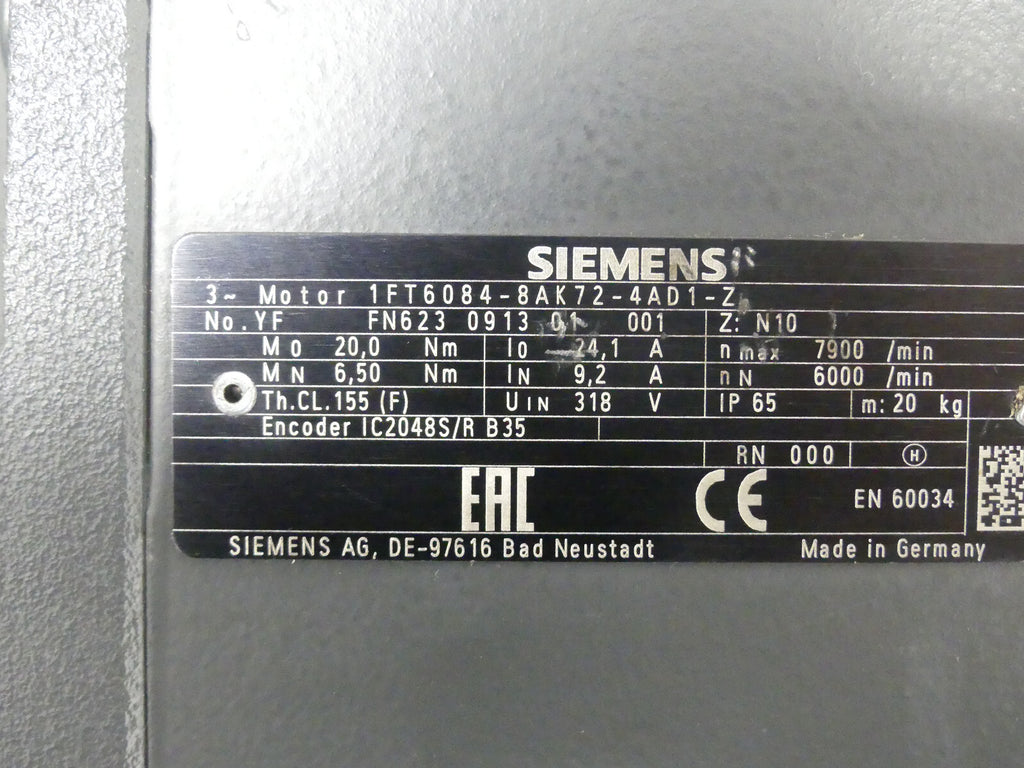 SIEMENS
3~ Motor 1FT6084-8AK72-4AD1-Z
No.YF FN623 0913 01 001 Z: N10
M0 20,0 Nm I0 24,1 A n max 7900 /min
MN 6,50 Nm IN 9,2 A nN 6000 /min
Th.CL.155 (F) UIN 318 V IP 65 m: 20 kg
Encoder IC2048S/R B35
RN 000 H
EAC CE EN 60034
SIEMENS AG, DE-97616 Bad Neustadt Made in Germany